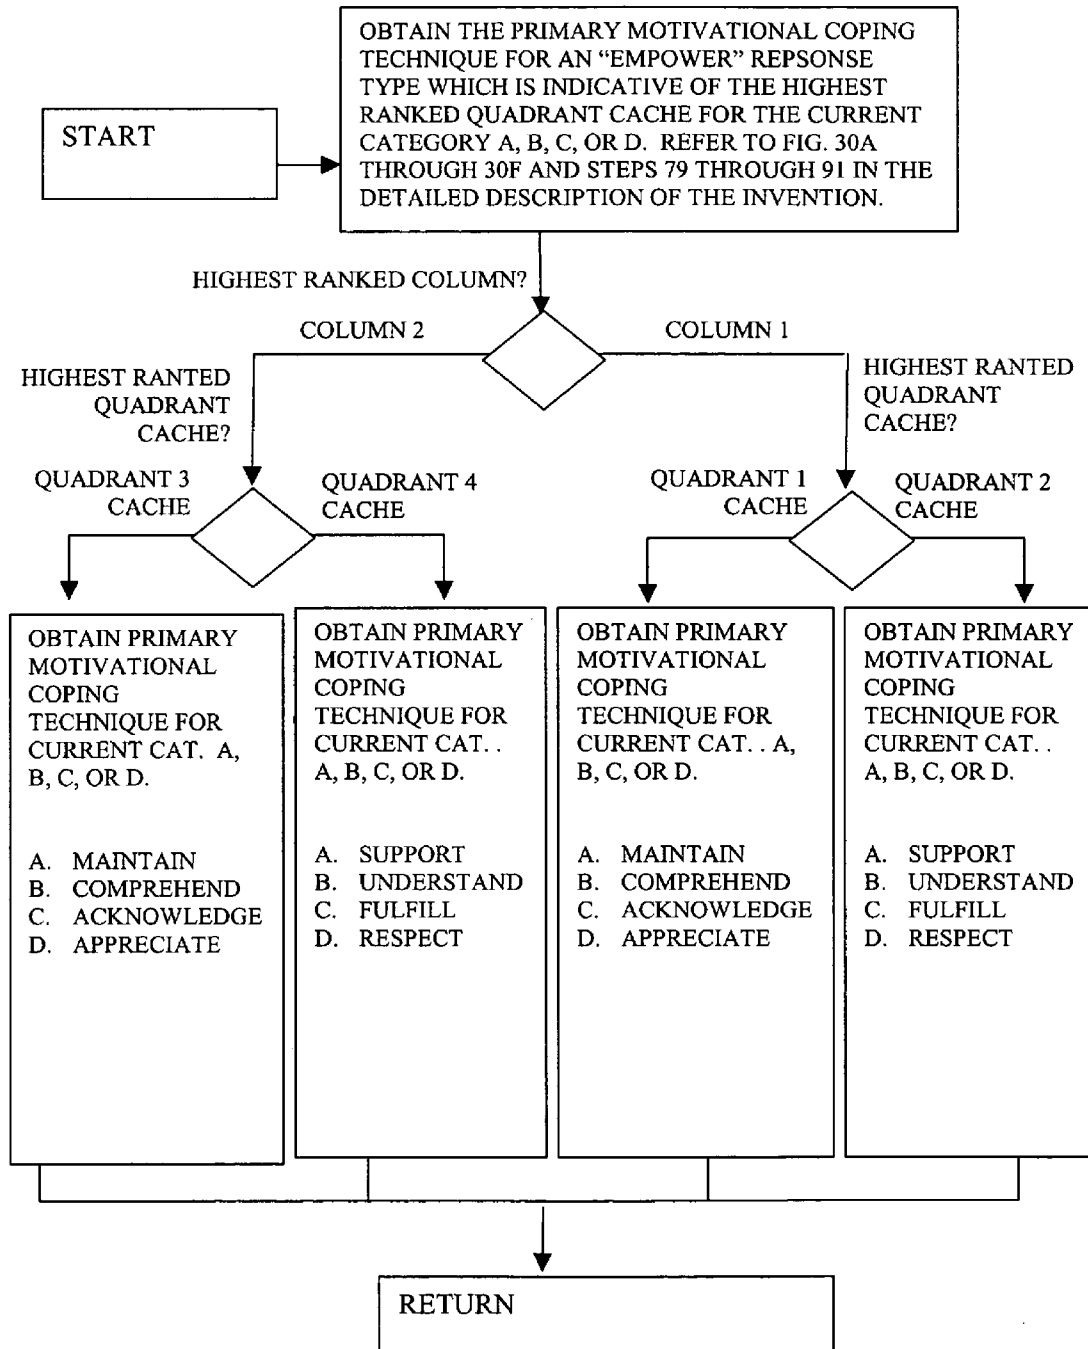 START
OBTAIN THE PRIMARY MOTIVATIONAL COPING
TECHNIQUE FOR AN “EMPOWER” REPSONSE
TYPE WHICH IS INDICATIVE OF THE HIGHEST
RANKED QUADRANT CACHE FOR THE CURRENT
CATEGORY A, B, C, OR D. REFER TO FIG. 30A
THROUGH 30F AND STEPS 79 THROUGH 91 IN THE
DETAILED DESCRIPTION OF THE INVENTION.
HIGHEST RANKED COLUMN?
COLUMN 2
COLUMN 1
HIGHEST RANTED
QUADRANT
CACHE?
HIGHEST RANTED
QUADRANT
CACHE?
QUADRANT 3
CACHE
QUADRANT 4
CACHE
QUADRANT 1
CACHE
QUADRANT 2
CACHE
OBTAIN PRIMARY
MOTIVATIONAL
COPING
TECHNIQUE FOR
CURRENT CAT. A,
B, C, OR D.
A. MAINTAIN
B. COMPREHEND
C. ACKNOWLEDGE
D. APPRECIATE
OBTAIN PRIMARY
MOTIVATIONAL
COPING
TECHNIQUE FOR
CURRENT CAT. .
A, B, C, OR D.
A. SUPPORT
B. UNDERSTAND
C. FULFILL
D. RESPECT
OBTAIN PRIMARY
MOTIVATIONAL
COPING
TECHNIQUE FOR
CURRENT CAT. . A,
B, C, OR D.
A. MAINTAIN
B. COMPREHEND
C. ACKNOWLEDGE
D. APPRECIATE
OBTAIN PRIMARY
MOTIVATIONAL
COPING
TECHNIQUE FOR
CURRENT CAT. .
A, B, C, OR D.
A. SUPPORT
B. UNDERSTAND
C. FULFILL
D. RESPECT
RETURN